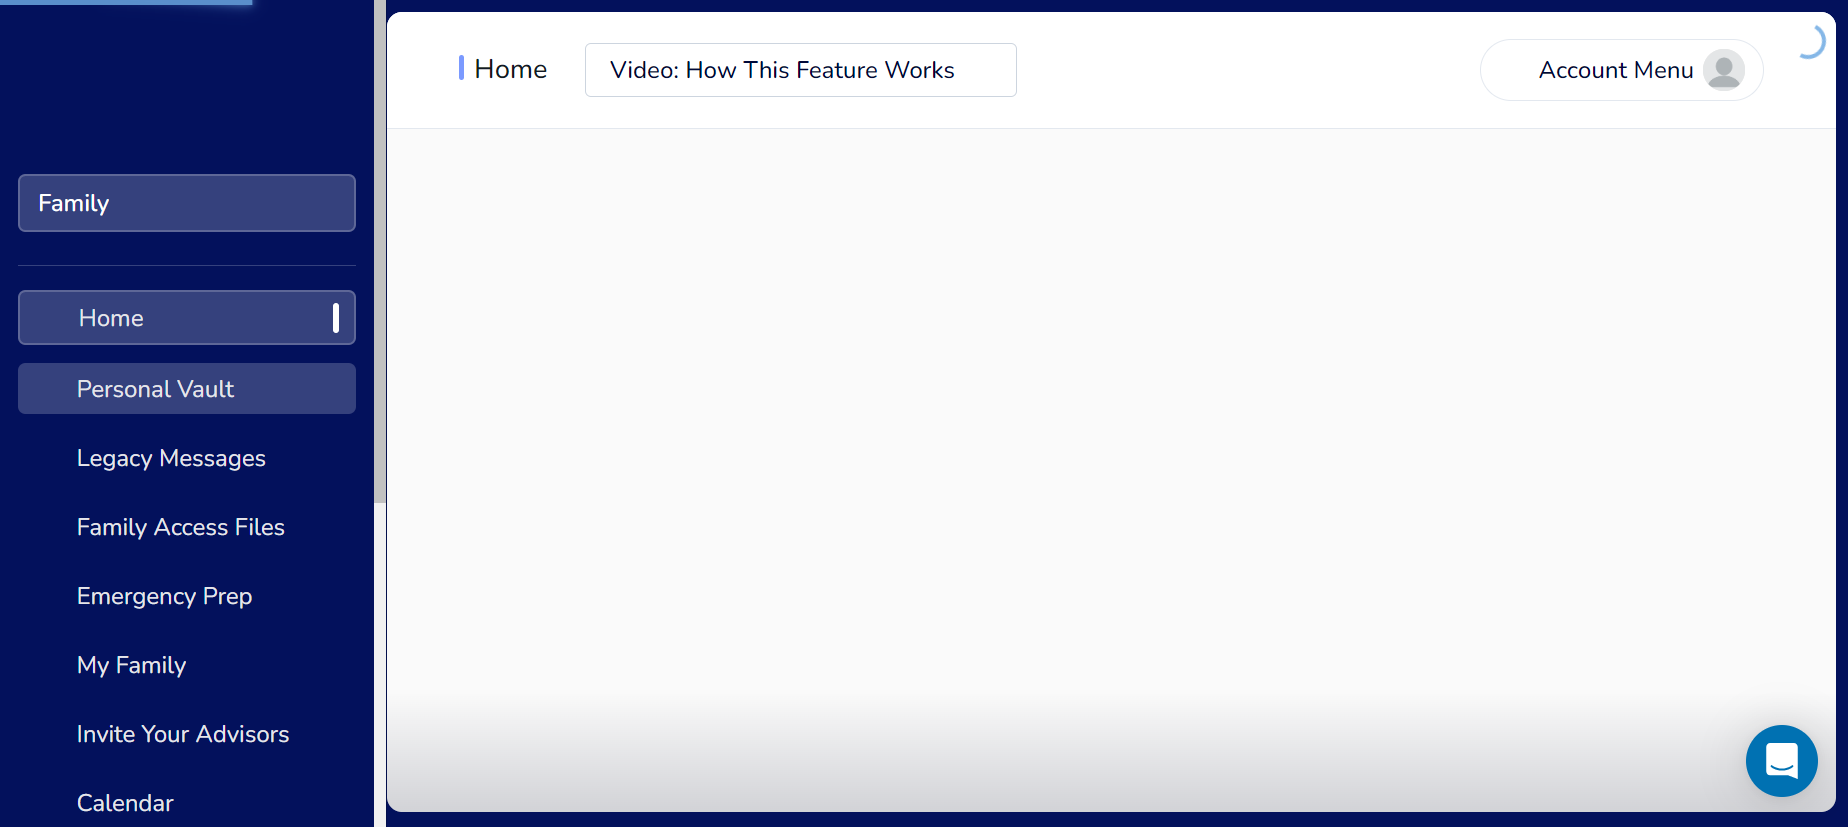 Family
Home
Personal Vault
Legacy Messages
Family Access Files
Emergency Prep
My Family
Invite Your Advisors
Calendar
Home
Video: How This Feature Works
Account Menu